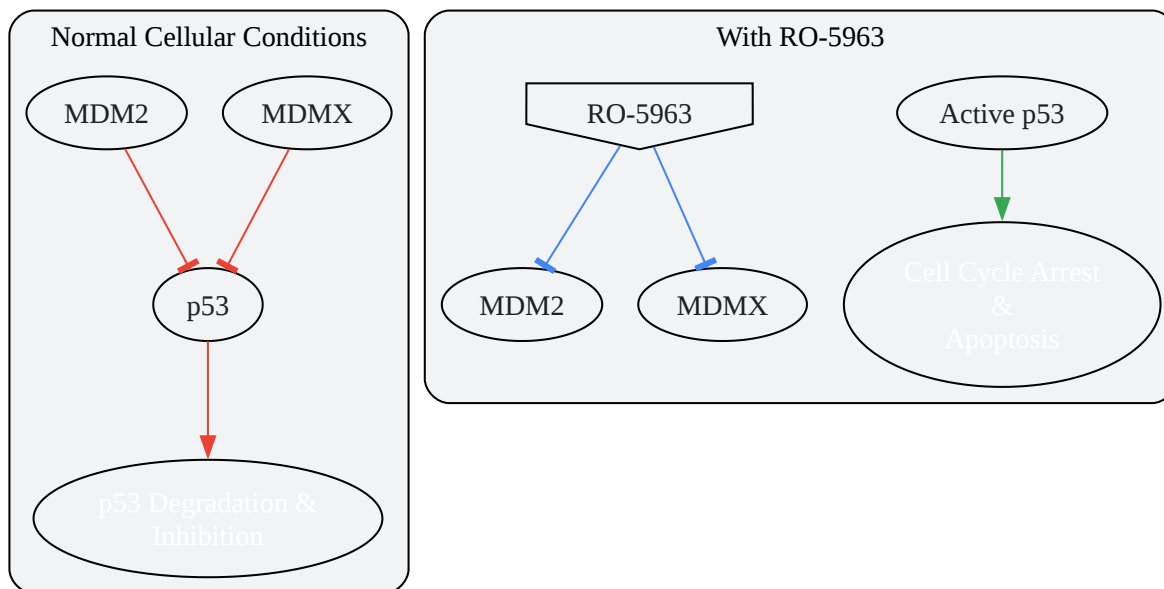 Normal Cellular Conditions
MDM2
MDMX
p53
p53 Degradation &
Inhibition
With RO-5963
RO-5963
Active p53
MDM2
MDMX
Cell Cycle Arrest
&
Apoptosis